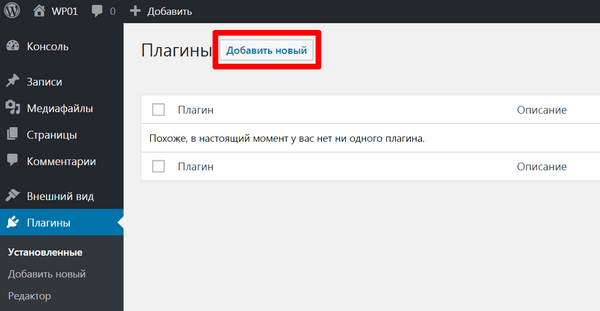 WP01 0 Добавить
Консоль
Записи
Медиафайлы
Страницы
Комментарии
Внешний вид
Плагины
Установленные
Добавить новый
Редактор
Плагины Добавить новый
Плагин Описание
Похоже, в настоящий момент у вас нет ни одного плагина.
Плагин Описание